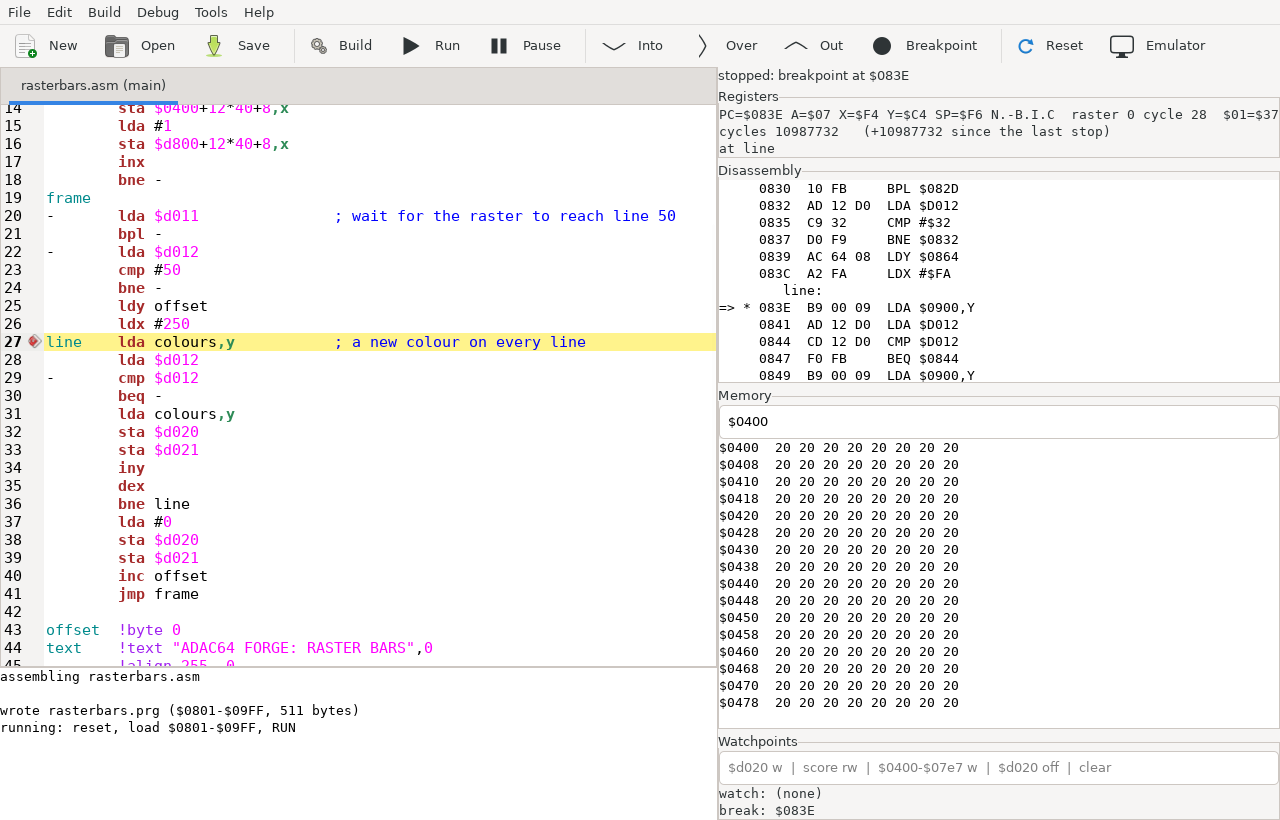 File Edit Build Debug Tools Help
New Open Save Build Run Pause Into Over Out Breakpoint Reset Emulator
rasterbars.asm (main)
14 sta $0400+12*40+8,x
15 lda #1
16 sta $d800+12*40+8,x
17 inx
18 bne -
19 frame
20 - lda $d011 ; wait for the raster to reach line 50
21 bpl -
22 - lda $d012
23 cmp #50
24 bne -
25 ldy offset
26 ldx #250
27 line lda colours,y ; a new colour on every line
28 lda $d012
29 - cmp $d012
30 beq -
31 lda colours,y
32 sta $d020
33 sta $d021
34 iny
35 dex
36 bne line
37 lda #0
38 sta $d020
39 sta $d021
40 inc offset
41 jmp frame
42
43 offset !byte 0
44 text !text "ADAC64 FORGE: RASTER BARS",0
45 !align 255, 0
assembling rasterbars.asm
wrote rasterbars.prg ($0801-$09FF, 511 bytes)
running: reset, load $0801-$09FF, RUN
stopped: breakpoint at $083E
Registers
PC=$083E A=$07 X=$F4 Y=$C4 SP=$F6 N.-B.I.C raster 0 cycle 28 $01=$37
cycles 10987732 (+10987732 since the last stop)
at line
Disassembly
0830 10 FB BPL $082D
0832 AD 12 D0 LDA $D012
0835 C9 32 CMP #$32
0837 D0 F9 BNE $0832
0839 AC 64 08 LDY $0864
083C A2 FA LDX #$FA
line:
=> * 083E B9 00 09 LDA $0900,Y
0841 AD 12 D0 LDA $D012
0844 CD 12 D0 CMP $D012
0847 F0 FB BEQ $0844
0849 B9 00 09 LDA $0900,Y
Memory
$0400
$0400 20 20 20 20 20 20 20 20
$0408 20 20 20 20 20 20 20 20
$0410 20 20 20 20 20 20 20 20
$0418 20 20 20 20 20 20 20 20
$0420 20 20 20 20 20 20 20 20
$0428 20 20 20 20 20 20 20 20
$0430 20 20 20 20 20 20 20 20
$0438 20 20 20 20 20 20 20 20
$0440 20 20 20 20 20 20 20 20
$0448 20 20 20 20 20 20 20 20
$0450 20 20 20 20 20 20 20 20
$0458 20 20 20 20 20 20 20 20
$0460 20 20 20 20 20 20 20 20
$0468 20 20 20 20 20 20 20 20
$0470 20 20 20 20 20 20 20 20
$0478 20 20 20 20 20 20 20 20
Watchpoints
$d020 w | score rw | $0400-$07e7 w | $d020 off | clear
watch: (none)
break: $083E